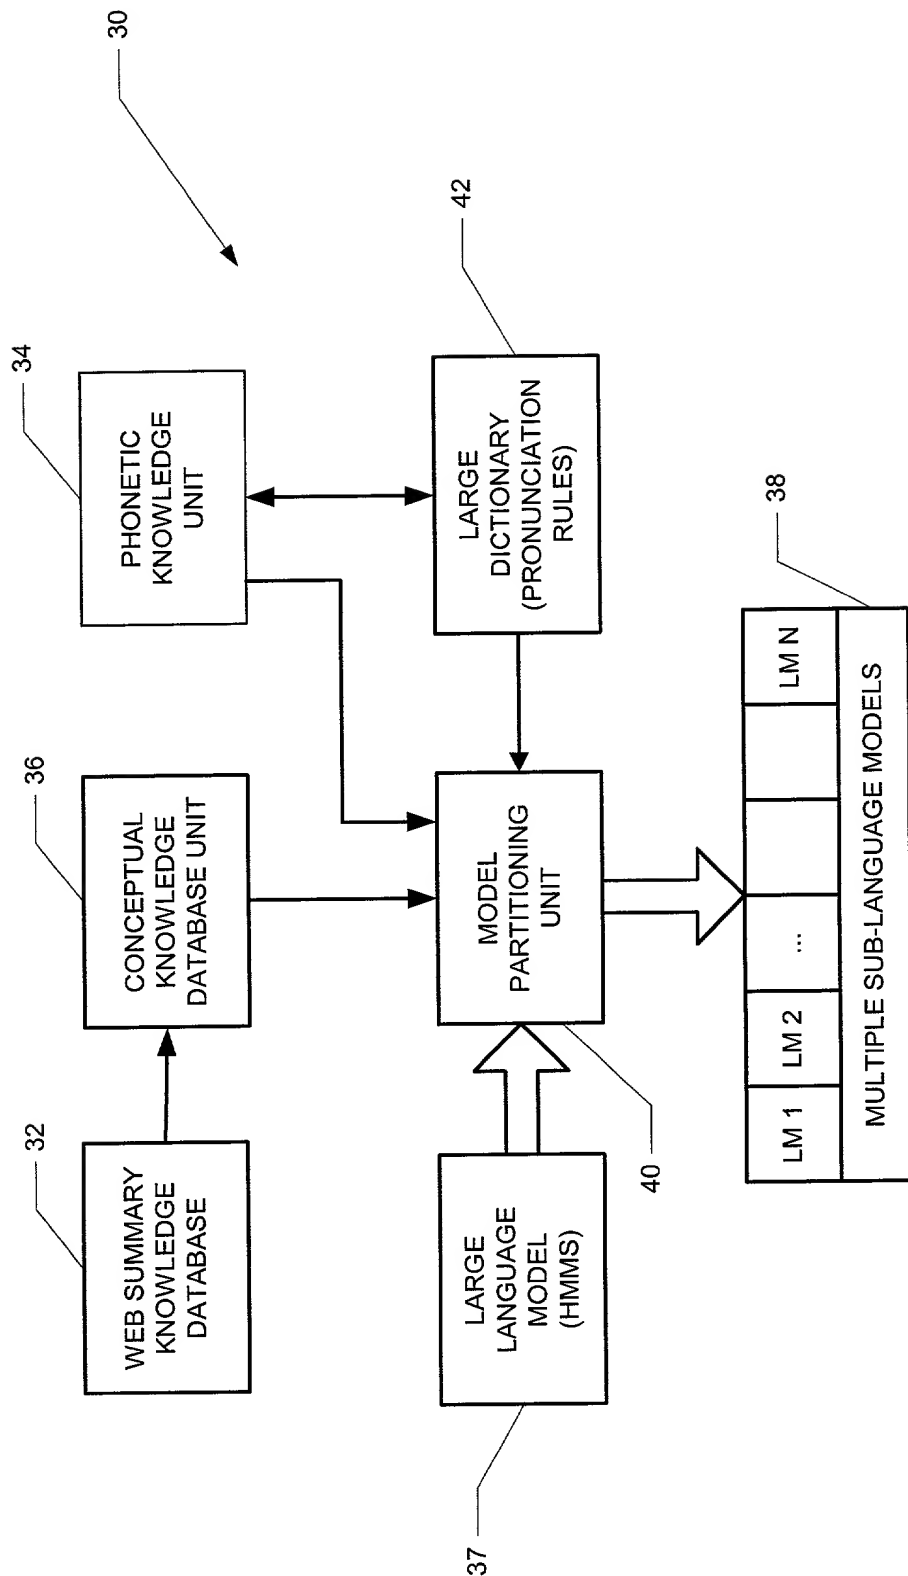 30
32
WEB SUMMARY
KNOWLEDGE
DATABASE
36
CONCEPTUAL
KNOWLEDGE
DATABASE UNIT
34
PHONETIC
KNOWLEDGE
UNIT
37
LARGE
LANGUAGE
MODEL
(HMMS)
40
MODEL
PARTITIONING
UNIT
42
LARGE
DICTIONARY
(PRONUNCIATION
RULES)
38
LM 1
LM 2
...
LM N
MULTIPLE SUB-LANGUAGE MODELS